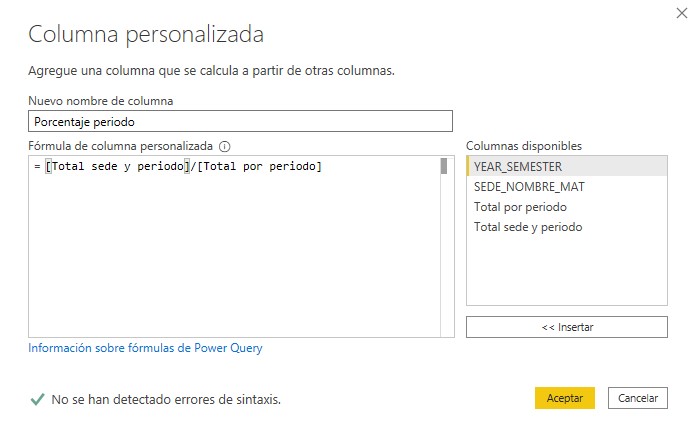 Columna personalizada
Agregue una columna que se calcula a partir de otras columnas.
Nuevo nombre de columna
Porcentaje periodo
Fórmula de columna personalizada
= [Total sede y periodo]/[Total por periodo]
Columnas disponibles
YEAR_SEMESTER
SEDE_NOMBRE_MAT
Total por periodo
Total sede y periodo
<< Insertar
Información sobre fórmulas de Power Query
No se han detectado errores de sintaxis.
Aceptar
Cancelar